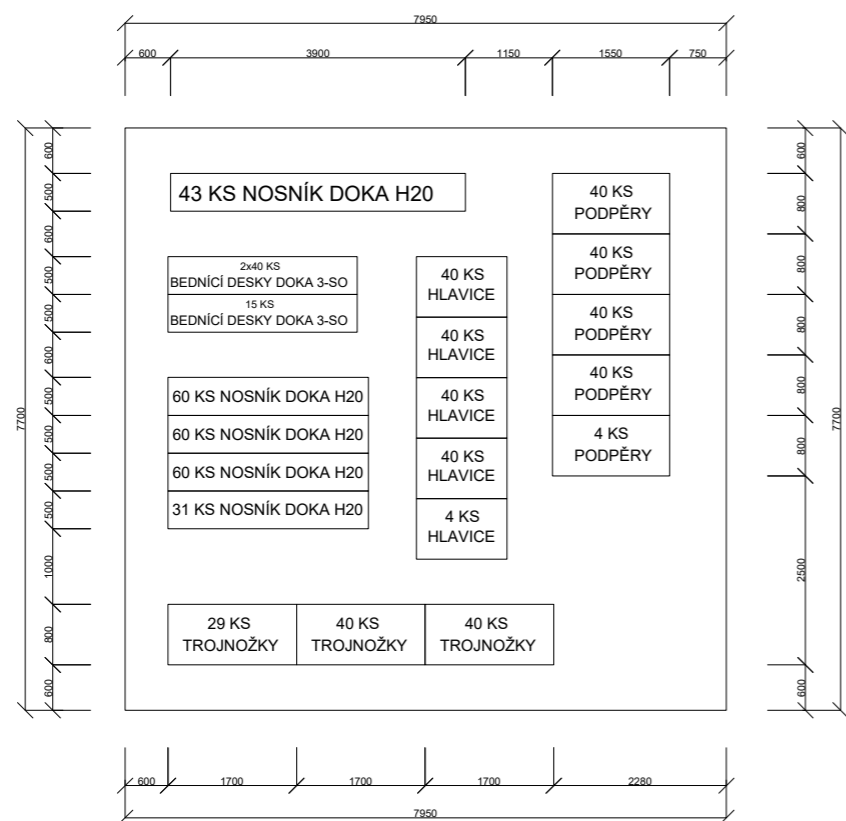 7950
600
3900
1150
1550
750
7700
600
500
600
500
500
600
500
500
500
500
1000
800
600
43 KS NOSNÍK DOKA H20
2x40 KS
BEDNÍCÍ DESKY DOKA 3-SO
15 KS
BEDNÍCÍ DESKY DOKA 3-SO
60 KS NOSNÍK DOKA H20
60 KS NOSNÍK DOKA H20
60 KS NOSNÍK DOKA H20
31 KS NOSNÍK DOKA H20
40 KS
HLAVICE
40 KS
HLAVICE
40 KS
HLAVICE
40 KS
HLAVICE
4 KS
HLAVICE
40 KS
PODPĚRY
40 KS
PODPĚRY
40 KS
PODPĚRY
40 KS
PODPĚRY
4 KS
PODPĚRY
29 KS
TROJNOŽKY
40 KS
TROJNOŽKY
40 KS
TROJNOŽKY
600
800
800
800
800
800
2500
600
7700
600
1700
1700
1700
2280
7950